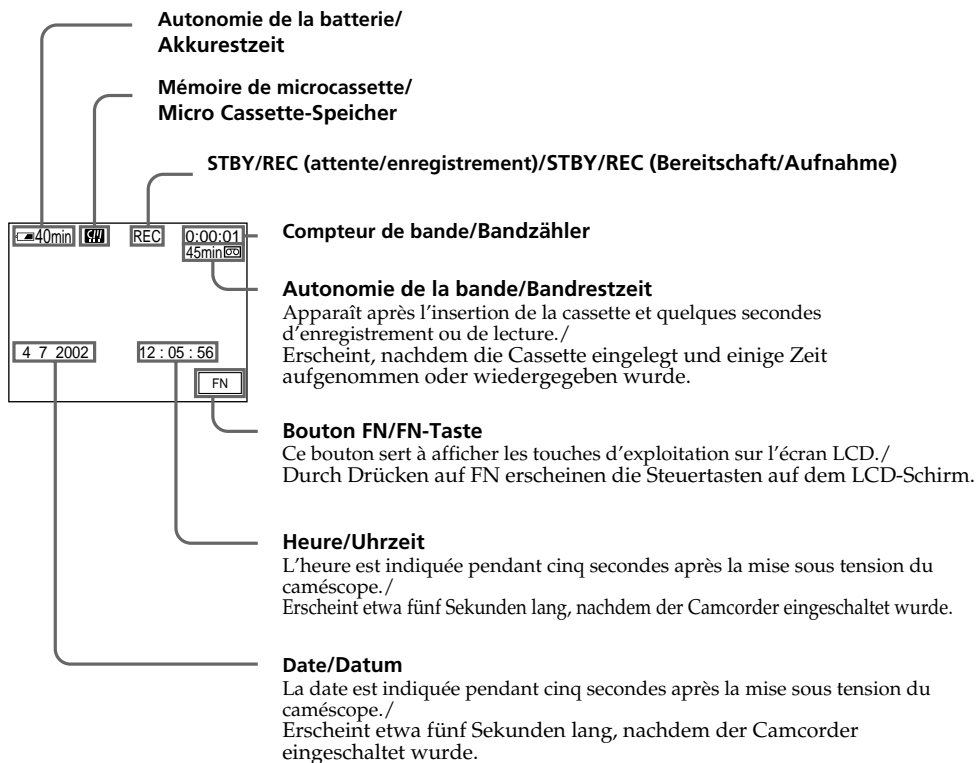 Autonomie de la batterie/
Akkurestzeit
Mémoire de microcassette/
Micro Cassette-Speicher
STBY/REC (attente/enregistrement)/STBY/REC (Bereitschaft/Aufnahme)
40min REC 0:00:01
45min
Compteur de bande/Bandzähler
Autonomie de la bande/Bandrestzeit
Apparaît après l’insertion de la cassette et quelques secondes
d’enregistrement ou de lecture./
Erscheint, nachdem die Cassette eingelegt und einige Zeit
aufgenommen oder wiedergegeben wurde.
4 7 2002 12 : 05 : 56
FN
Bouton FN/FN-Taste
Ce bouton sert à afficher les touches d’exploitation sur l’écran LCD./
Durch Drücken auf FN erscheinen die Steuertasten auf dem LCD-Schirm.
Heure/Uhrzeit
L’heure est indiquée pendant cinq secondes après la mise sous tension du
caméscope./
Erscheint etwa fünf Sekunden lang, nachdem der Camcorder eingeschaltet wurde.
Date/Datum
La date est indiquée pendant cinq secondes après la mise sous tension du
caméscope./
Erscheint etwa fünf Sekunden lang, nachdem der Camcorder
eingeschaltet wurde.